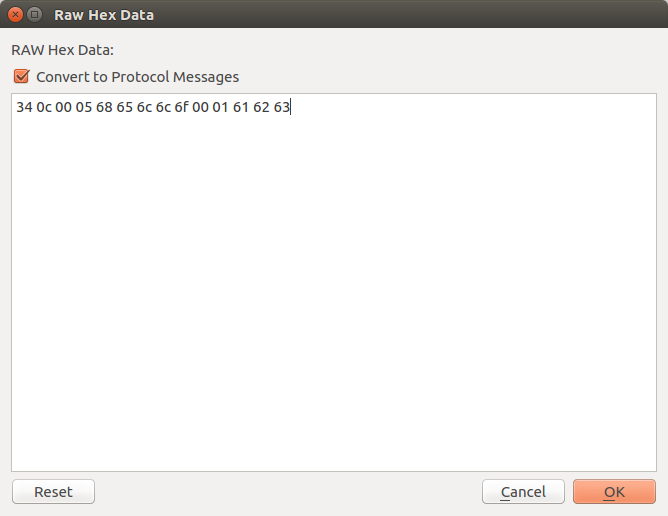 Raw Hex Data
RAW Hex Data:
Convert to Protocol Messages
34 0c 00 05 68 65 6c 6c 6f 00 01 61 62 63
Reset
Cancel
OK